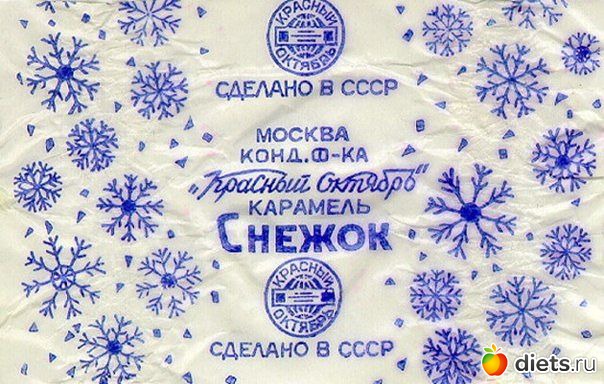 КРАСНЫЙ
ОКТЯБРЬ
СДЕЛАНО В СССР
МОСКВА
КОНД. Ф-КА
„Красный Октябрь"
КАРАМЕЛЬ
СНЕЖОК
КРАСНЫЙ
ОКТЯБРЬ
СДЕЛАНО В СССР
diets.ru